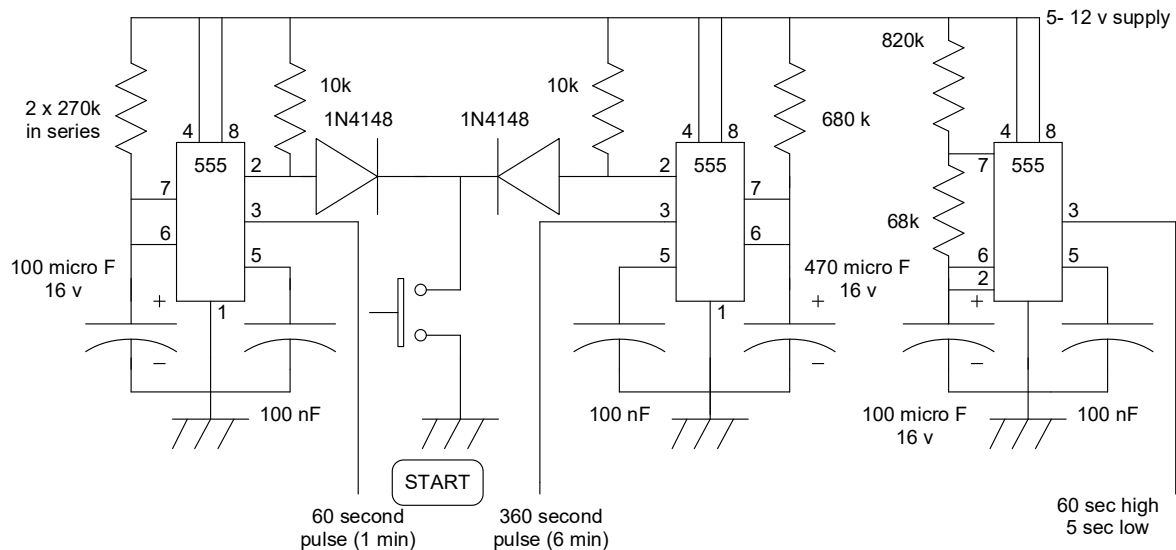 5- 12 v supply
820k
10k
10k
2 x 270k
in series
1N4148
1N4148
680 k
4
8
4
8
4
8
555
2
2
555
7
555
7
3
3
7
68k
3
6
5
5
6
6
5
2
100 micro F
16 v
+
–
1
470 micro F
16 v
+
–
1
+
–
100 nF
100 nF
100 micro F
16 v
100 nF
START
60 second
pulse (1 min)
360 second
pulse (6 min)
60 sec high
5 sec low